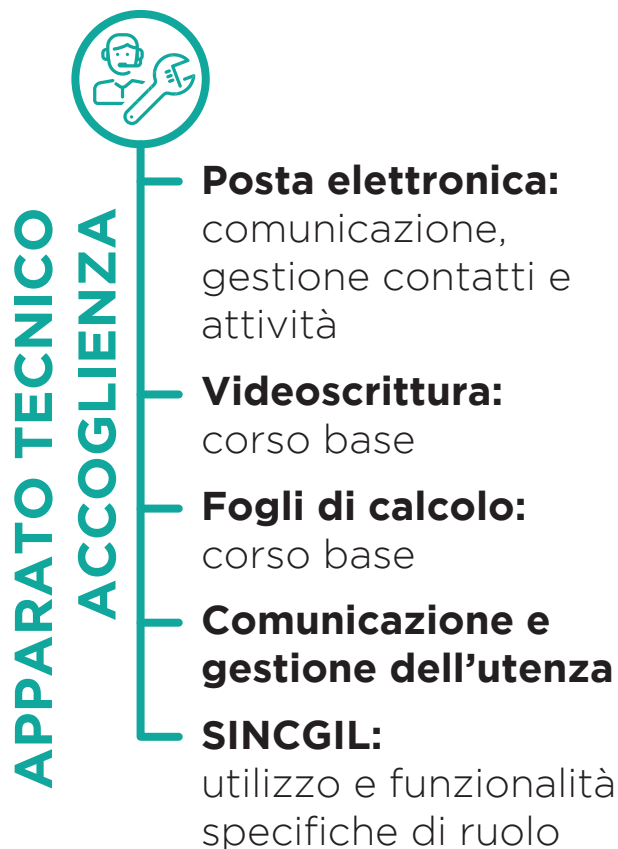 APPARATO TECNICO
ACCOGLIENZA
Posta elettronica:
comunicazione,
gestione contatti e
attività
Videoscrittura:
corso base
Fogli di calcolo:
corso base
Comunicazione e
gestione dell’utenza
SINCGIL:
utilizzo e funzionalità
specifiche di ruolo